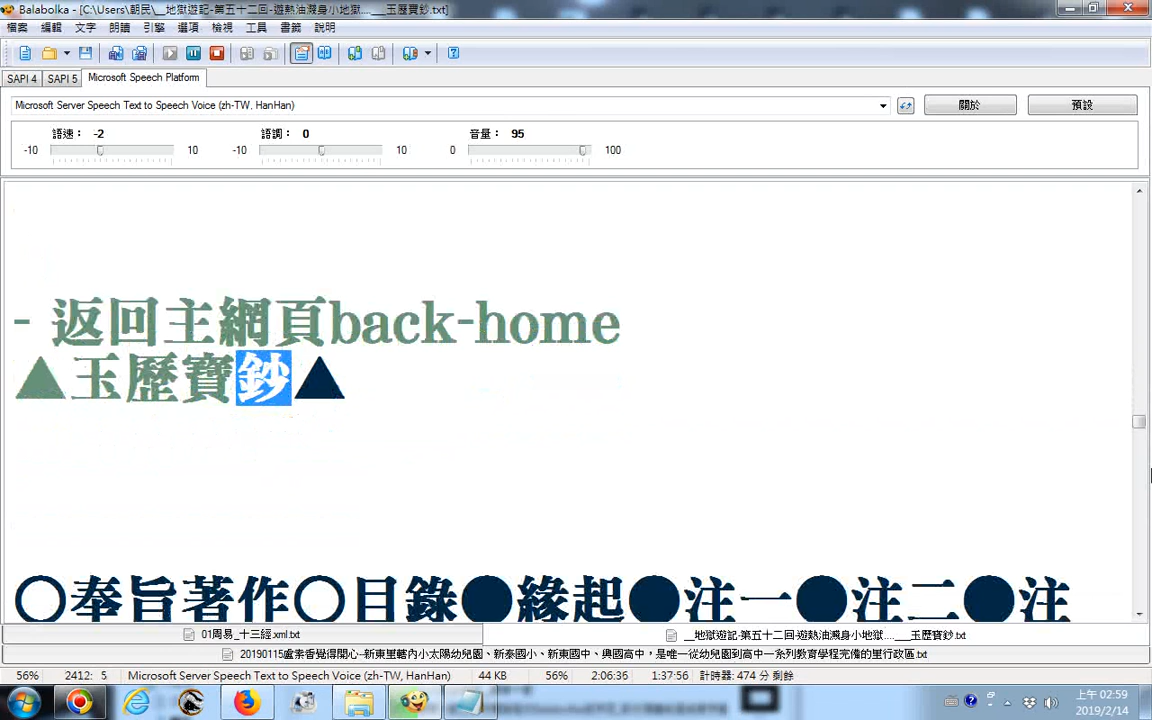 Balabolka - [C:\Users\朝民\__地獄遊記-第五十二回-遊熱油濺身小地獄....___玉歷寶鈔.txt]
檔案 編輯 文字 朗讀 引擎 選項 檢視 工具 書籤 說明
SAPI 4 SAPI 5 Microsoft Speech Platform
Microsoft Server Speech Text to Speech Voice (zh-TW, HanHan) 關於 預設
語速： -2 語調： 0 音量： 95
-10 10 -10 10 0 100
- 返回主網頁back-home
▲玉歷寶鈔▲
○奉旨著作○目錄●緣起●注一●注二●注
01周易_十三經.xml.txt __地獄遊記-第五十二回-遊熱油濺身小地獄....___玉歷寶鈔.txt
20190115盧素香覺得開心--新東里轄內小太陽幼兒園、新泰國小、新東國中、興國高中，是唯一從幼兒園到高中一系列教育學程完備的里行政區.txt
56% 2412: 5 Microsoft Server Speech Text to Speech Voice (zh-TW, HanHan) 44 KB 56% 2:06:36 1:37:56 計時器: 474 分 剩餘
上午 02:59
2019/2/14